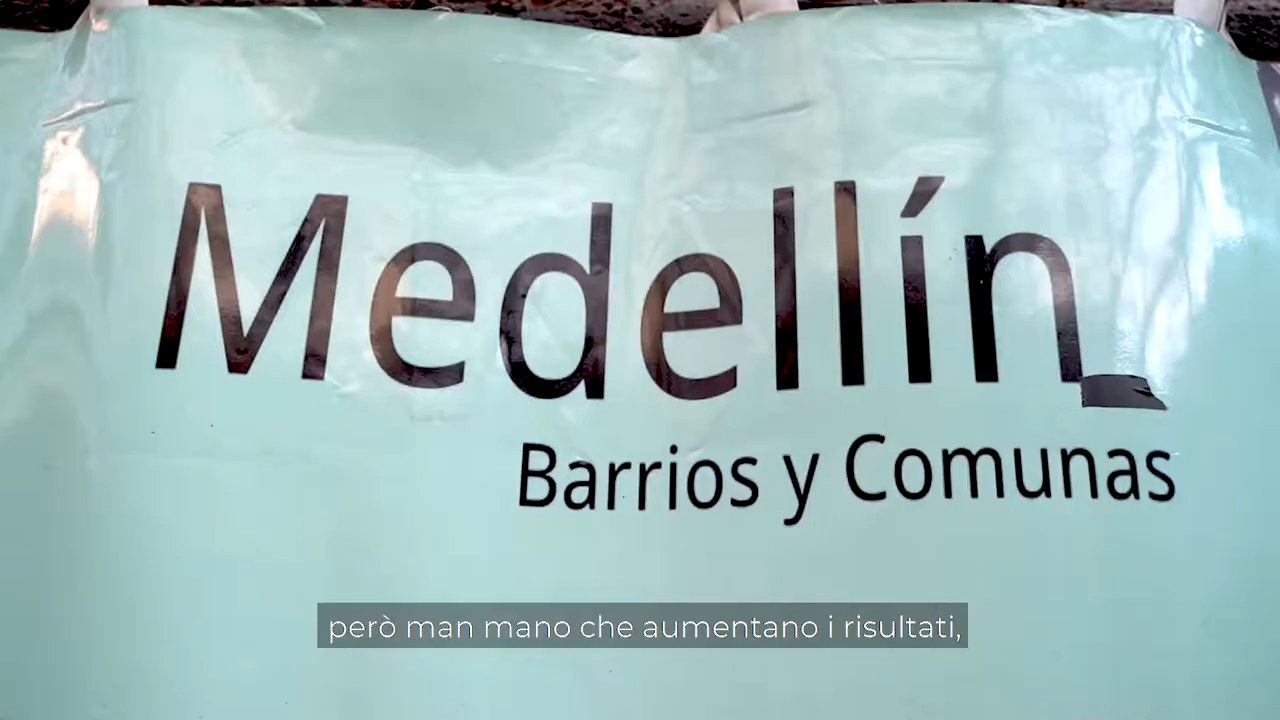 Medellín
Barrios y Comunas
però man mano che aumentano i risultati,